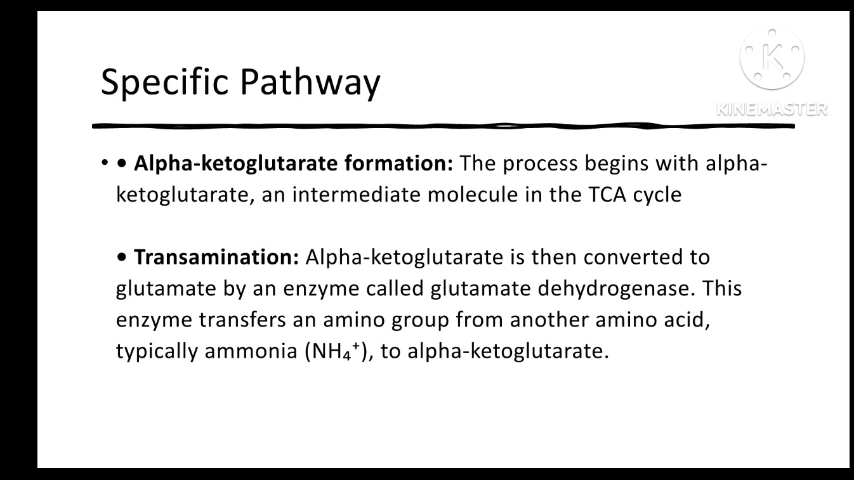 Specific Pathway
K
KINEMASTER
• • Alpha-ketoglutarate formation: The process begins with alpha-
ketoglutarate, an intermediate molecule in the TCA cycle
• Transamination: Alpha-ketoglutarate is then converted to
glutamate by an enzyme called glutamate dehydrogenase. This
enzyme transfers an amino group from another amino acid,
typically ammonia (NH₄⁺), to alpha-ketoglutarate.